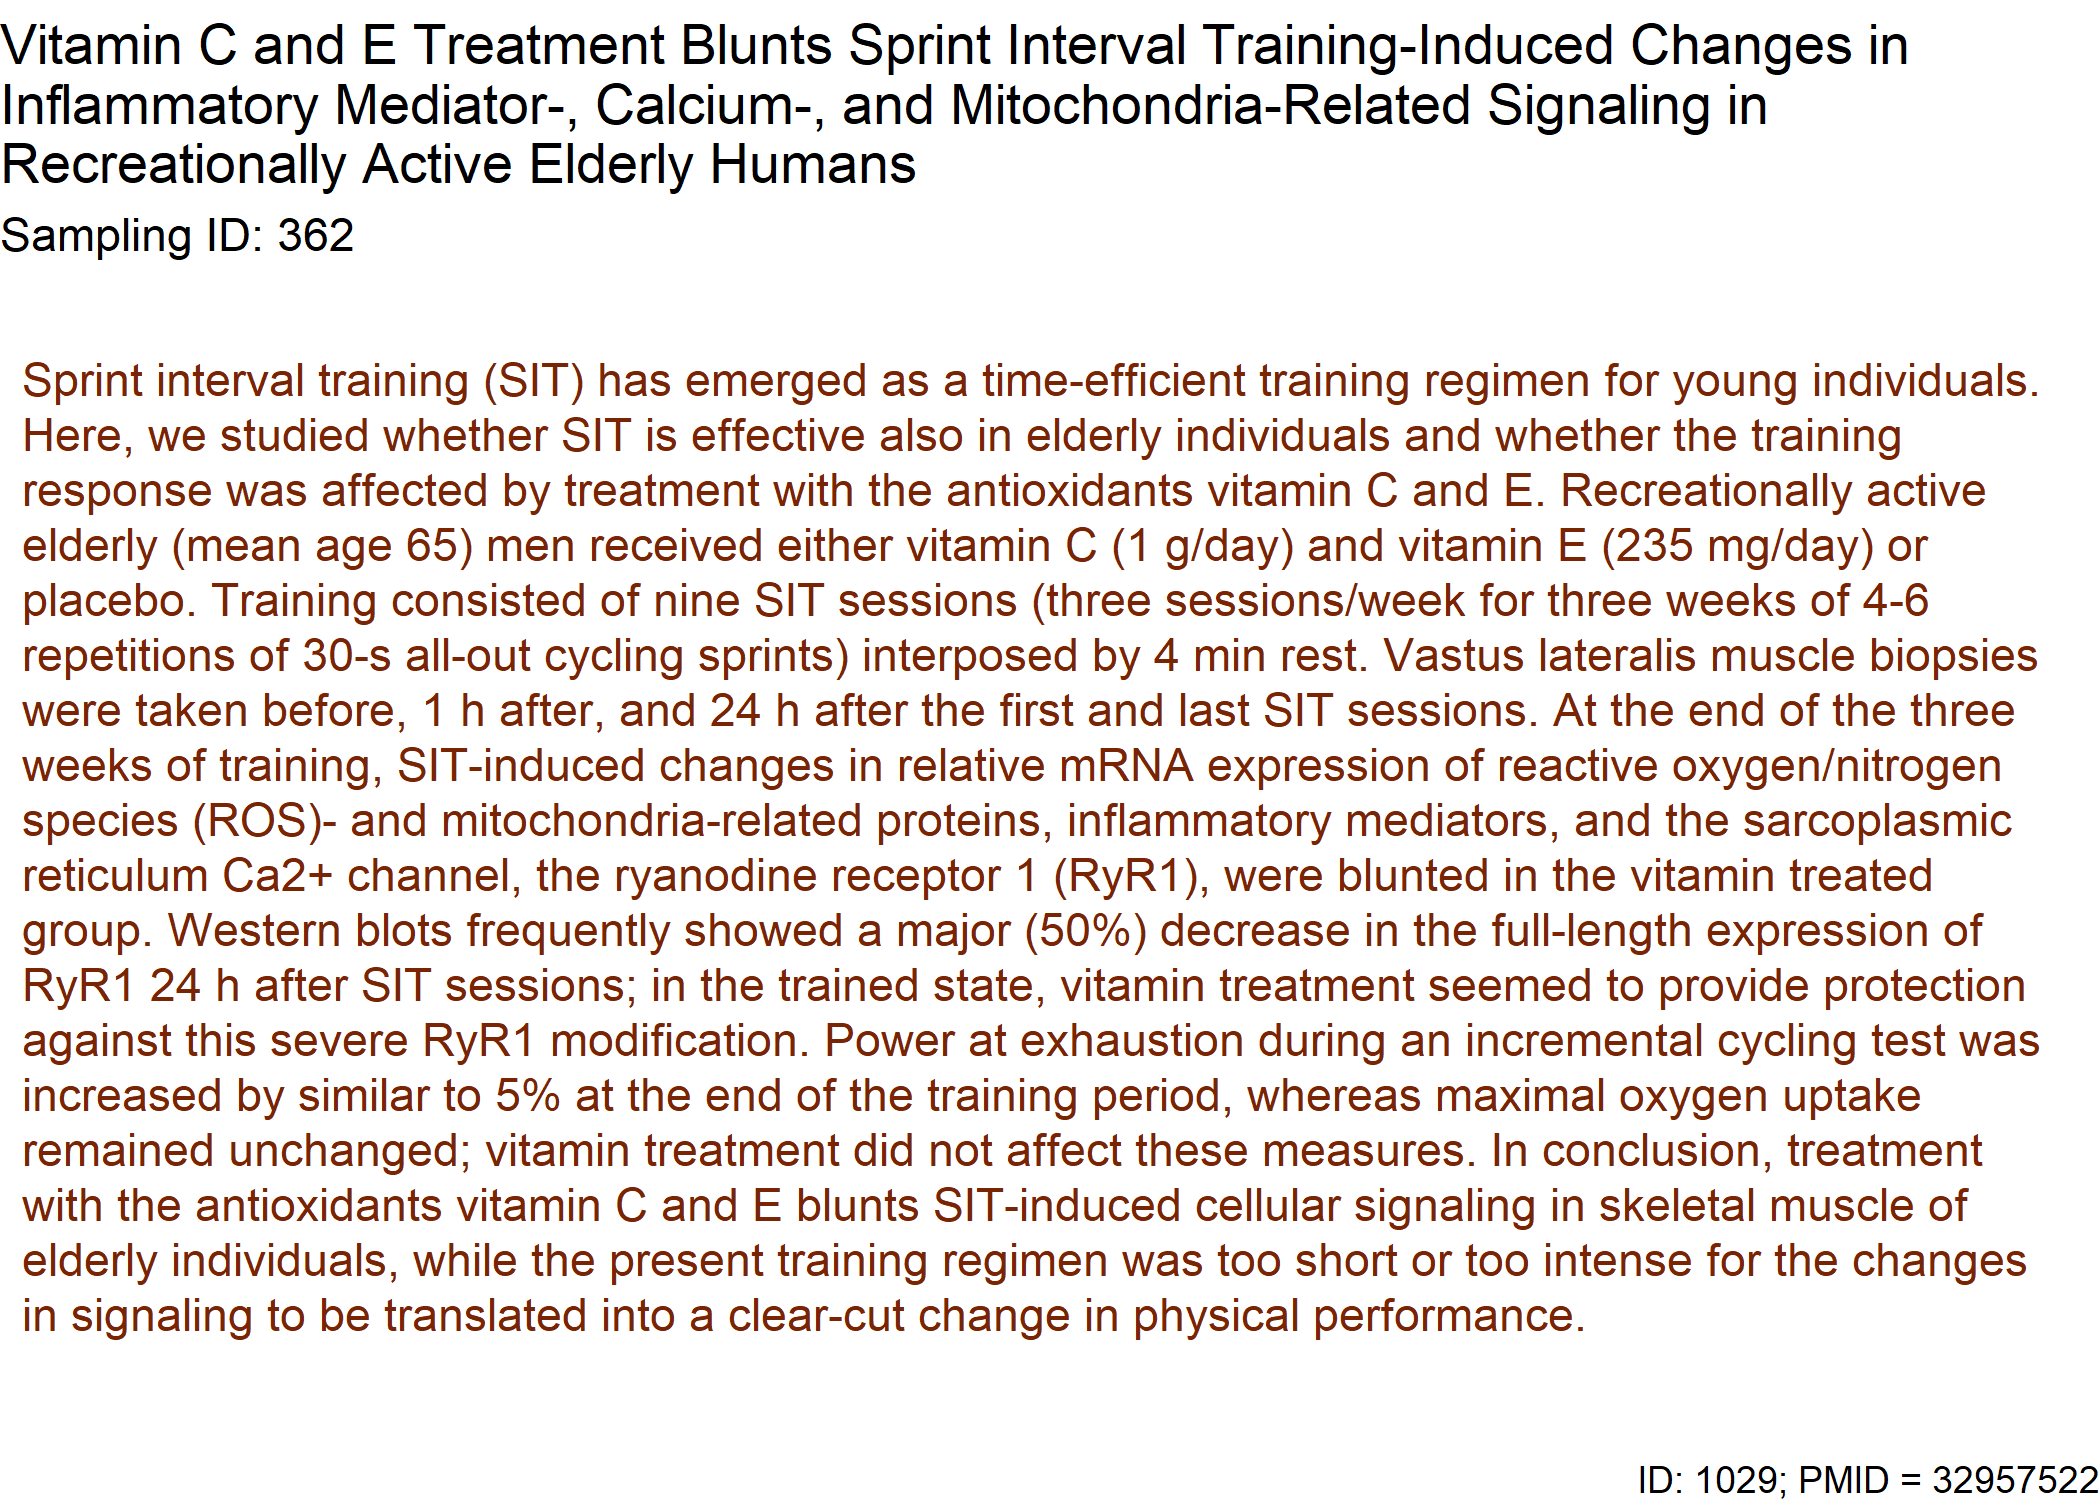 Vitamin C and E Treatment Blunts Sprint Interval Training-Induced Changes in
Inflammatory Mediator-, Calcium-, and Mitochondria-Related Signaling in
Recreationally Active Elderly Humans
Sampling ID: 362
Sprint interval training (SIT) has emerged as a time-efficient training regimen for young individuals.
Here, we studied whether SIT is effective also in elderly individuals and whether the training
response was affected by treatment with the antioxidants vitamin C and E. Recreationally active
elderly (mean age 65) men received either vitamin C (1 g/day) and vitamin E (235 mg/day) or
placebo. Training consisted of nine SIT sessions (three sessions/week for three weeks of 4-6
repetitions of 30-s all-out cycling sprints) interposed by 4 min rest. Vastus lateralis muscle biopsies
were taken before, 1 h after, and 24 h after the first and last SIT sessions. At the end of the three
weeks of training, SIT-induced changes in relative mRNA expression of reactive oxygen/nitrogen
species (ROS)- and mitochondria-related proteins, inflammatory mediators, and the sarcoplasmic
reticulum Ca2+ channel, the ryanodine receptor 1 (RyR1), were blunted in the vitamin treated
group. Western blots frequently showed a major (50%) decrease in the full-length expression of
RyR1 24 h after SIT sessions; in the trained state, vitamin treatment seemed to provide protection
against this severe RyR1 modification. Power at exhaustion during an incremental cycling test was
increased by similar to 5% at the end of the training period, whereas maximal oxygen uptake
remained unchanged; vitamin treatment did not affect these measures. In conclusion, treatment
with the antioxidants vitamin C and E blunts SIT-induced cellular signaling in skeletal muscle of
elderly individuals, while the present training regimen was too short or too intense for the changes
in signaling to be translated into a clear-cut change in physical performance.
ID: 1029; PMID = 32957522